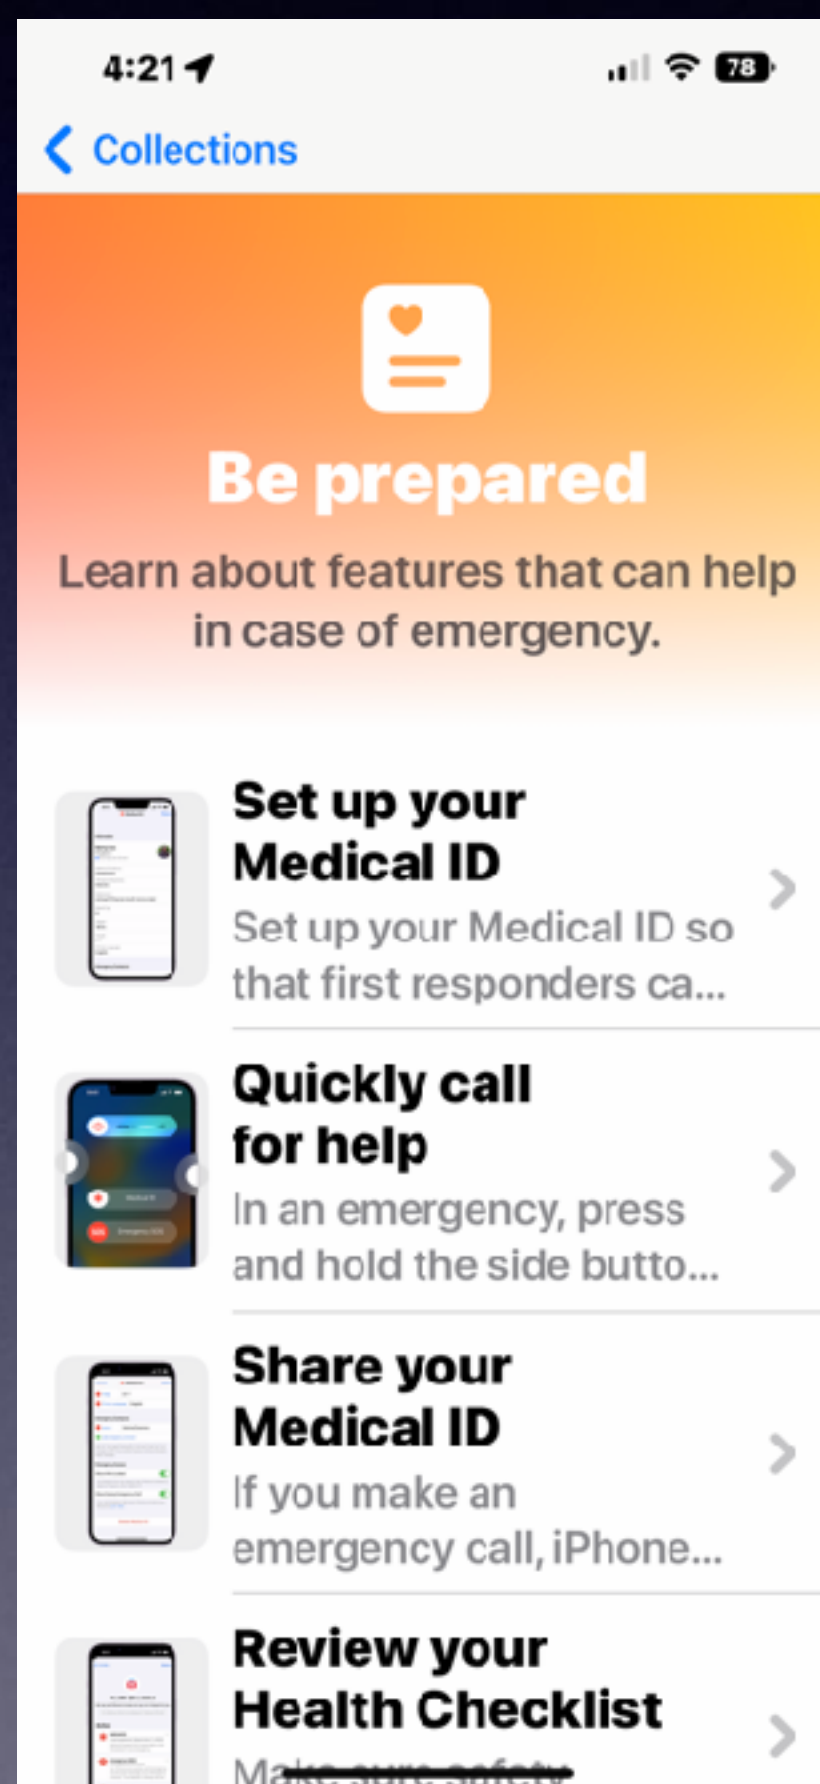 4:21
78
Collections
Be prepared
Learn about features that can help
in case of emergency.
Set up your
Medical ID
Set up your Medical ID so
that first responders ca...
Quickly call
for help
In an emergency, press
and hold the side butto...
Share your
Medical ID
If you make an
emergency call, iPhone...
Review your
Health Checklist
Make sure safety